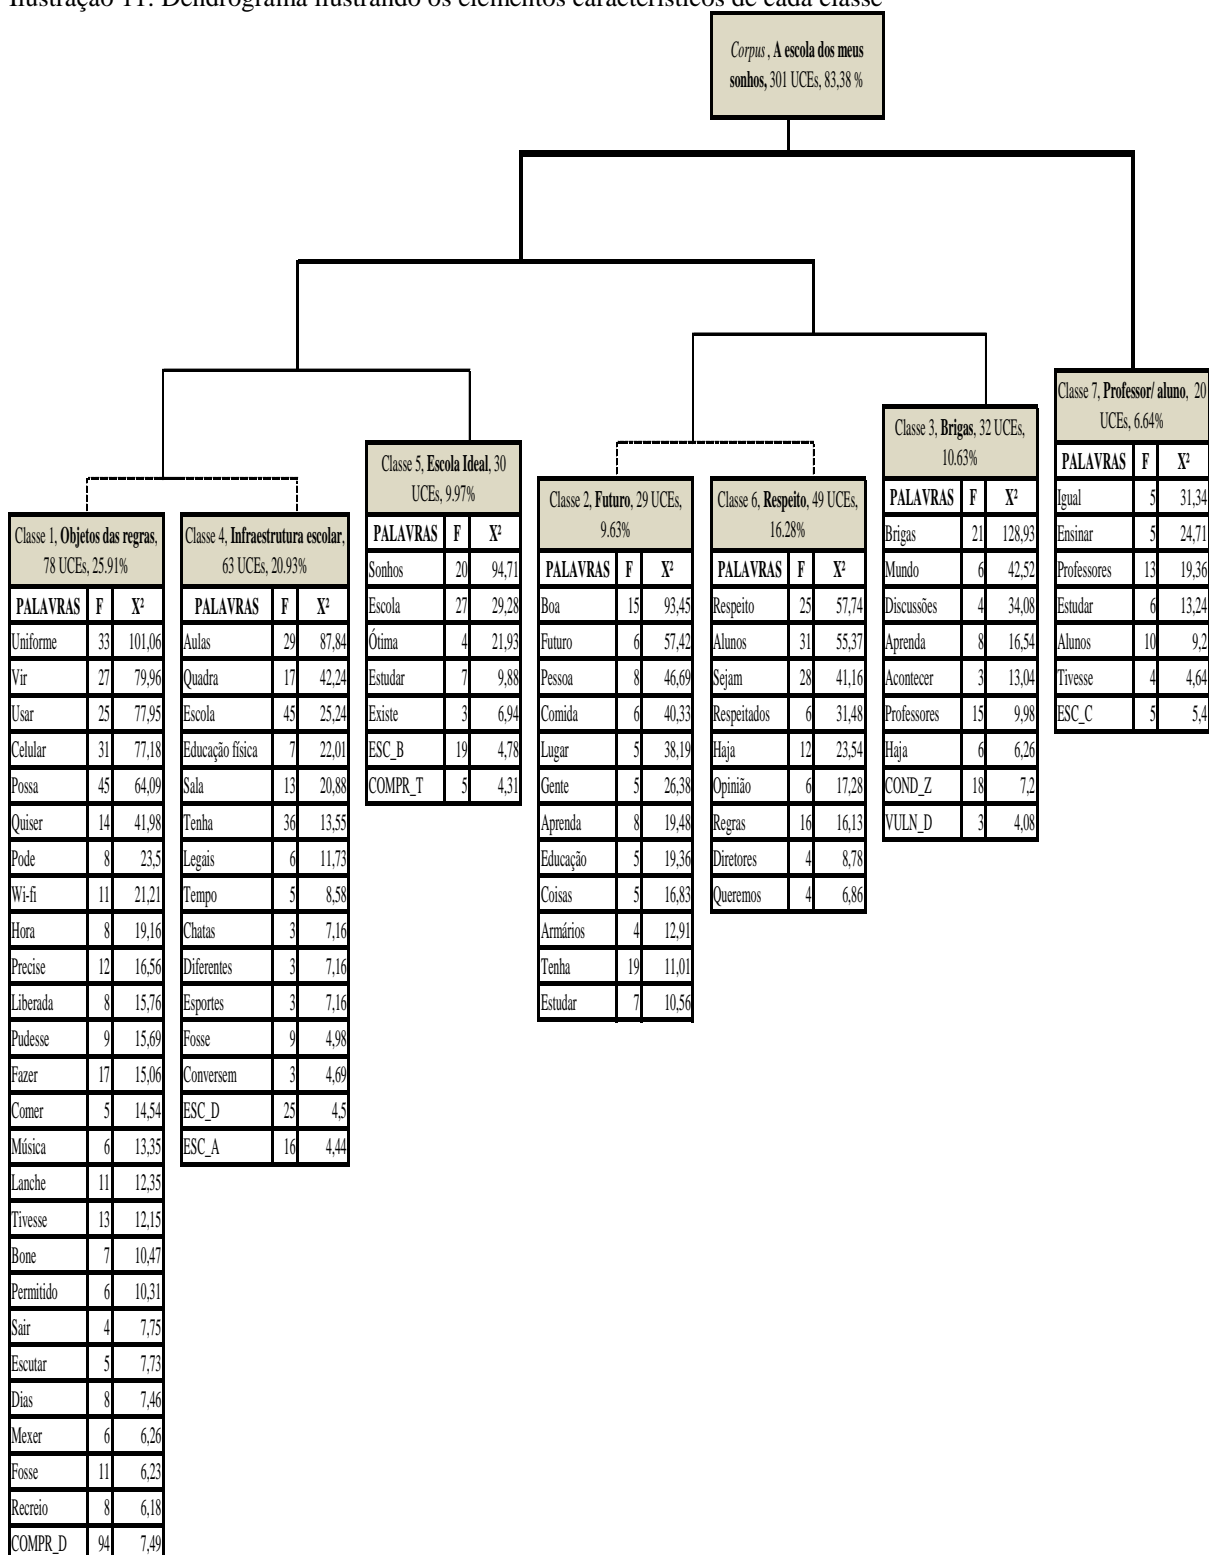 Ilustração 11: Dendrograma ilustrando os elementos característicos de cada classe
Corpus, A escola dos meus
sonhos, 301 UCEs, 83,38 %
Classe 1, Objetos das regras,
78 UCEs, 25.91%
PALAVRAS F X²
Uniforme 33 101,06
Vir 27 79,96
Usar 25 77,95
Celular 31 77,18
Possa 45 64,09
Quiser 14 41,98
Pode 8 23,5
Wi-fi 11 21,21
Hora 8 19,16
Precise 12 16,56
Liberada 8 15,76
Pudesse 9 15,69
Fazer 17 15,06
Comer 5 14,54
Música 6 13,35
Lanche 11 12,35
Tivesse 13 12,15
Bone 7 10,47
Permitido 6 10,31
Sair 4 7,75
Escutar 5 7,73
Dias 8 7,46
Mexer 6 6,26
Fosse 11 6,23
Recreio 8 6,18
COMPR_D 94 7,49
Classe 4, Infraestrutura escolar,
63 UCEs, 20.93%
PALAVRAS F X²
Aulas 29 87,84
Quadra 17 42,24
Escola 45 25,24
Educação física 7 22,01
Sala 13 20,88
Tenha 36 13,55
Legais 6 11,73
Tempo 5 8,58
Chatas 3 7,16
Diferentes 3 7,16
Esportes 3 7,16
Fosse 9 4,98
Conversem 3 4,69
ESC_D 25 4,5
ESC_A 16 4,44
Classe 5, Escola Ideal, 30
UCEs, 9.97%
PALAVRAS F X²
Sonhos 20 94,71
Escola 27 29,28
Ótima 4 21,93
Estudar 7 9,88
Existe 3 6,94
ESC_B 19 4,78
COMPR_T 5 4,31
Classe 2, Futuro, 29 UCEs,
9.63%
PALAVRAS F X²
Boa 15 93,45
Futuro 6 57,42
Pessoa 8 46,69
Comida 6 40,33
Lugar 5 38,19
Gente 5 26,38
Aprenda 8 19,48
Educação 5 19,36
Coisas 5 16,83
Armários 4 12,91
Tenha 19 11,01
Estudar 7 10,56
Classe 6, Respeito, 49 UCEs,
16.28%
PALAVRAS F X²
Respeito 25 57,74
Alunos 31 55,37
Sejam 28 41,16
Respeitados 6 31,48
Haja 12 23,54
Opinião 6 17,28
Regras 16 16,13
Diretores 4 8,78
Queremos 4 6,86
Classe 3, Brigas, 32 UCEs,
10.63%
PALAVRAS F X²
Brigas 21 128,93
Mundo 6 42,52
Discussões 4 34,08
Aprenda 8 16,54
Acontecer 3 13,04
Professores 15 9,98
Haja 6 6,26
COND_Z 18 7,2
VULN_D 3 4,08
Classe 7, Professor/ aluno, 20
UCEs, 6.64%
PALAVRAS F X²
Igual 5 31,34
Ensinar 5 24,71
Professores 13 19,36
Estudar 6 13,24
Alunos 10 9,2
Tivesse 4 4,64
ESC_C 5 5,4